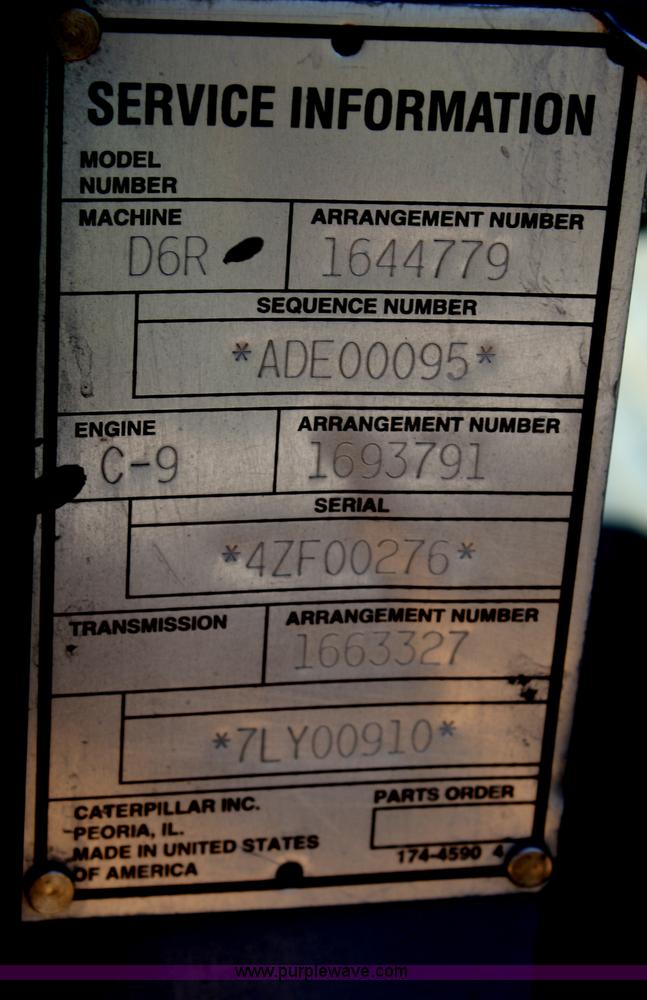 SERVICE INFORMATION
MODEL
NUMBER
MACHINE
D6R
ARRANGEMENT NUMBER
1644779
SEQUENCE NUMBER
*ADE00095*
ENGINE
C-9
ARRANGEMENT NUMBER
1693791
SERIAL
*4ZF00276*
TRANSMISSION
ARRANGEMENT NUMBER
1663327
*7LY00910*
CATERPILLAR INC.
PEORIA, IL.
MADE IN UNITED STATES
OF AMERICA
PARTS ORDER
174-4590 4
www.purplewave.com